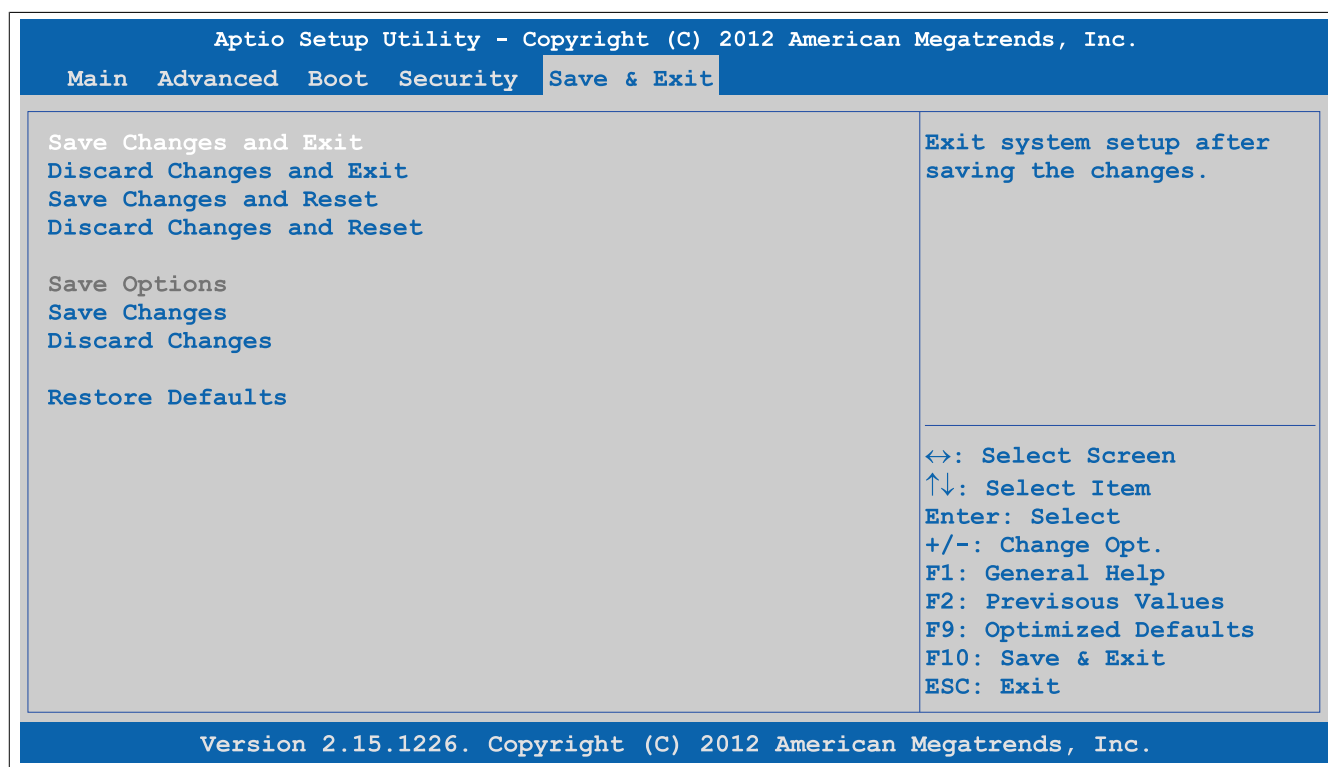 Aptio Setup Utility - Copyright (C) 2012 American Megatrends, Inc.
Main Advanced Boot Security Save & Exit
Save Changes and Exit
Discard Changes and Exit
Save Changes and Reset
Discard Changes and Reset
Save Options
Save Changes
Discard Changes
Restore Defaults
Exit system setup after
saving the changes.
↔: Select Screen
↑↓: Select Item
Enter: Select
+/-: Change Opt.
F1: General Help
F2: Previsous Values
F9: Optimized Defaults
F10: Save & Exit
ESC: Exit
Version 2.15.1226. Copyright (C) 2012 American Megatrends, Inc.